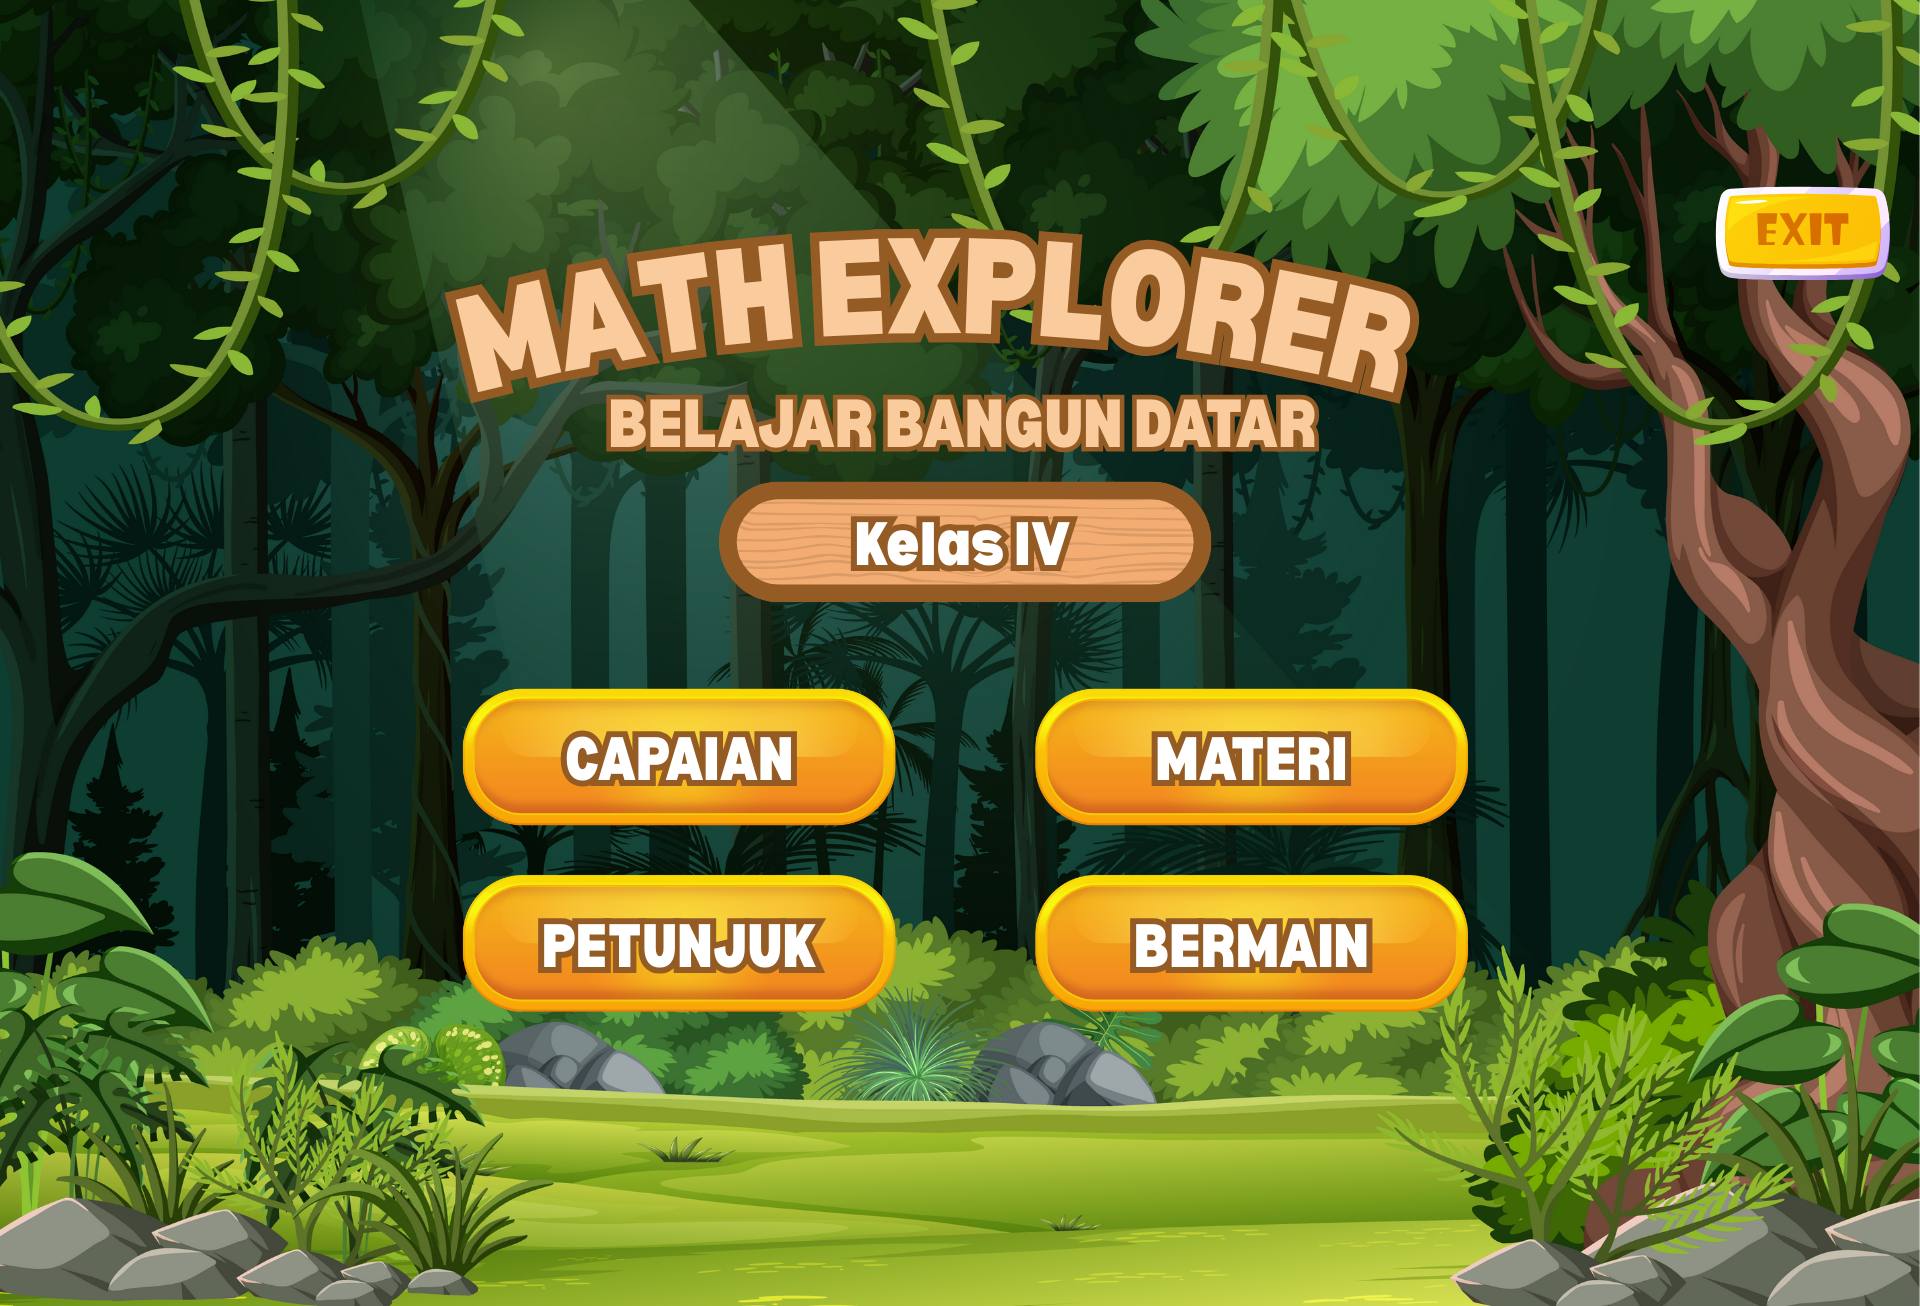 EXIT
MATH EXPLORER
BELAJAR BANGUN DATAR
Kelas IV
CAPAIAN
MATERI
PETUNJUK
BERMAIN